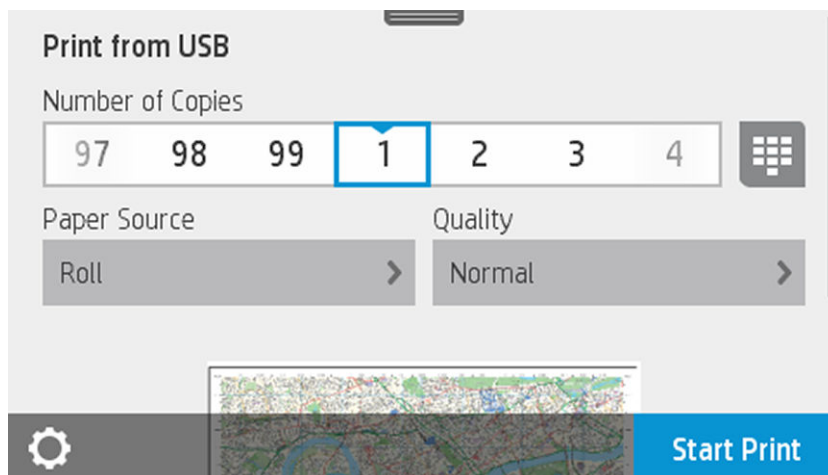 Print from USB
Number of Copies
97 98 99 1 2 3 4
Paper Source Quality
Roll Normal
Start Print